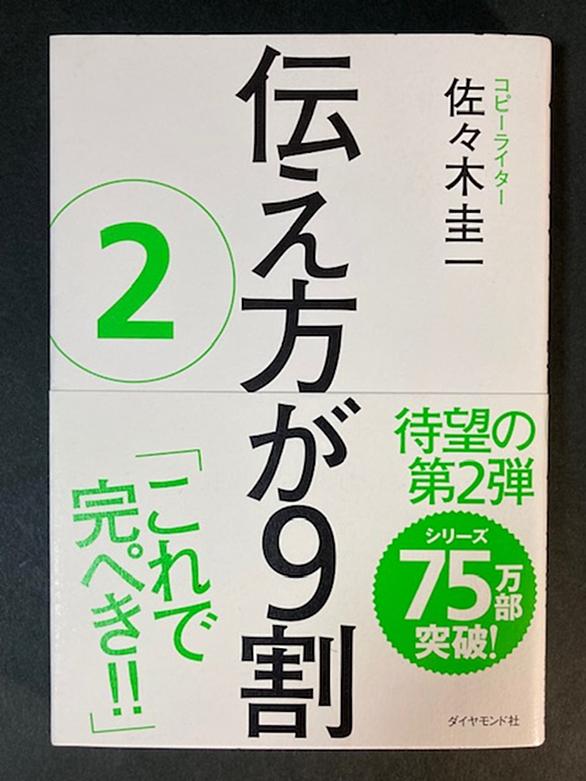 コピーライター
佐々木圭一
伝え方が9割
2
待望の
第2弾
シリーズ
75万部
突破!
「これで
完ぺき!!」
ダイヤモンド社